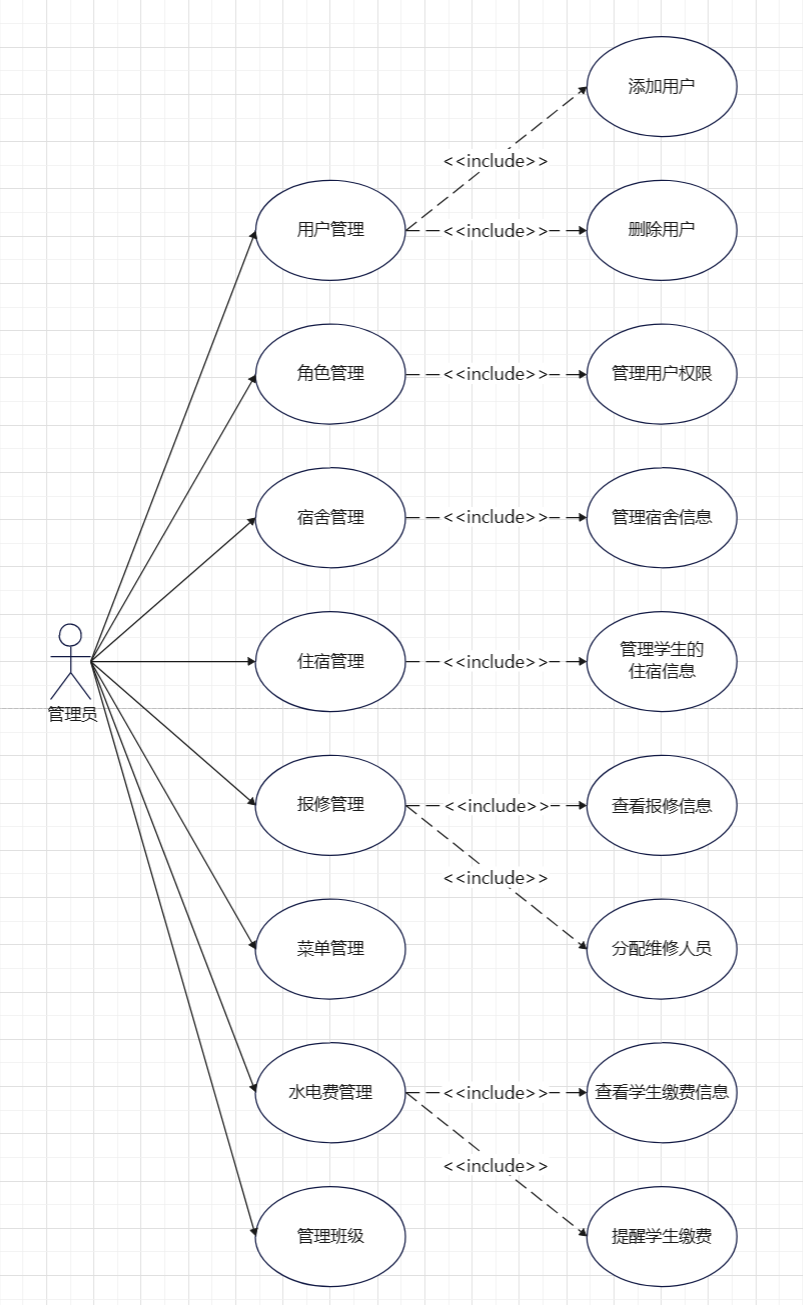 添加用户
<<include>>
用户管理
<<include>>
删除用户
角色管理
<<include>>
管理用户权限
宿舍管理
<<include>>
管理宿舍信息
住宿管理
<<include>>
管理学生的
住宿信息
管理员
报修管理
<<include>>
查看报修信息
<<include>>
菜单管理
分配维修人员
水电费管理
<<include>>
查看学生缴费信息
<<include>>
管理班级
提醒学生缴费